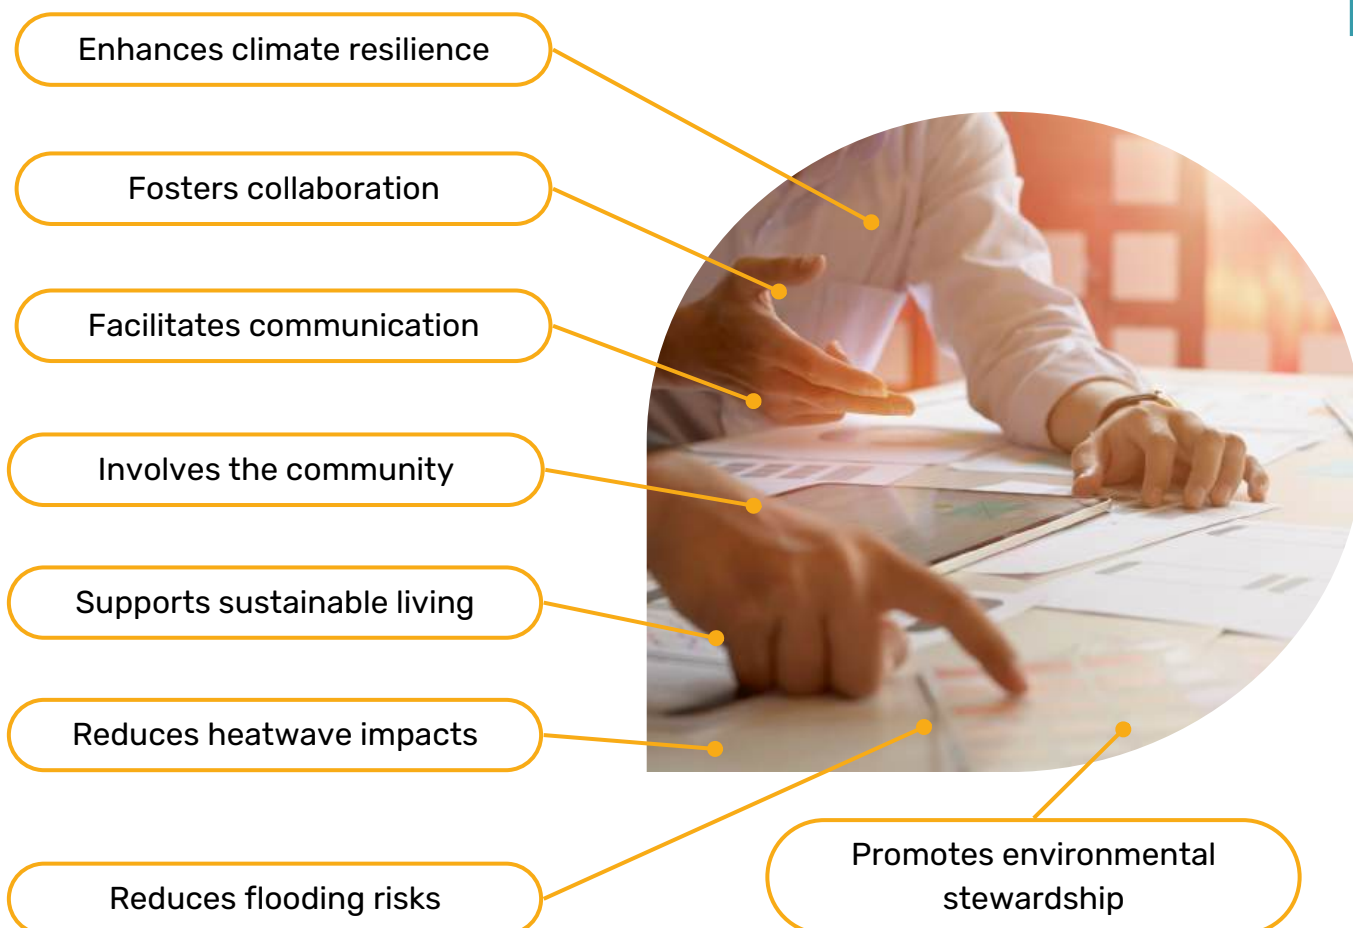 Enhances climate resilience
Fosters collaboration
Facilitates communication
Involves the community
Supports sustainable living
Reduces heatwave impacts
Reduces flooding risks
Promotes environmental
stewardship